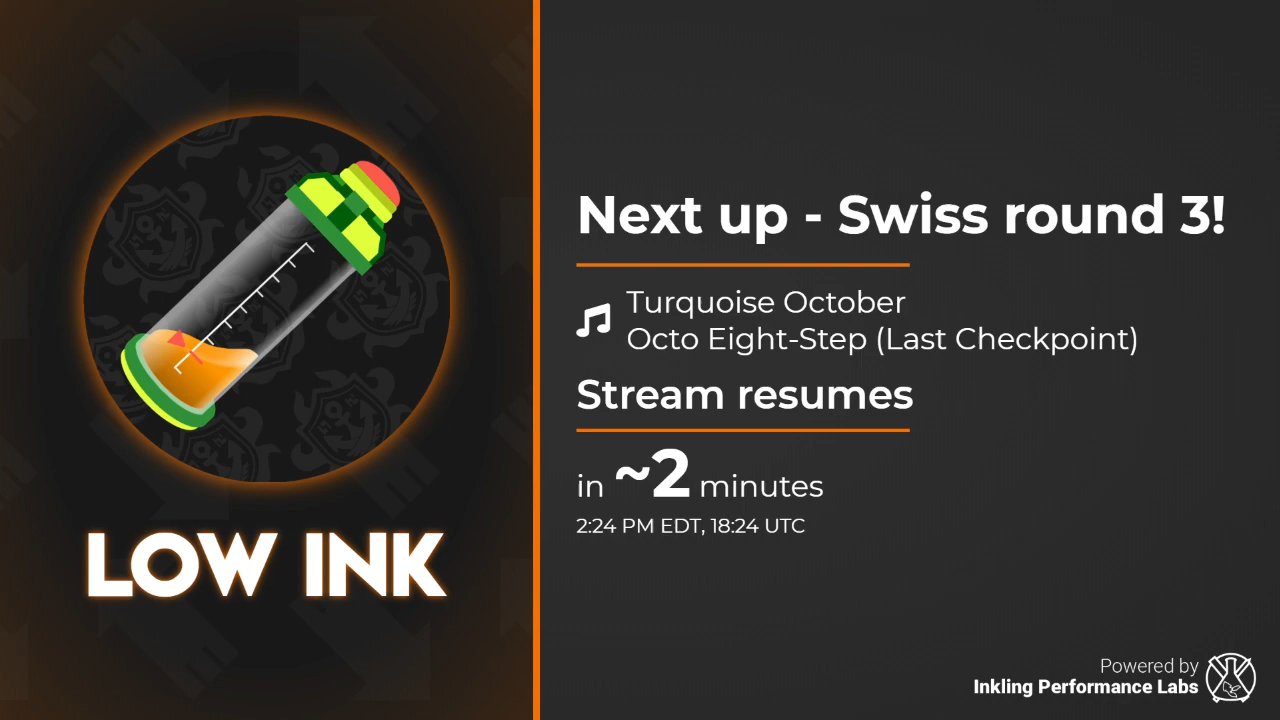 LOW INK
Next up - Swiss round 3!
Turquoise October
Octo Eight-Step (Last Checkpoint)
Stream resumes
in ~2 minutes
2:24 PM EDT, 18:24 UTC
Powered by
Inkling Performance Labs